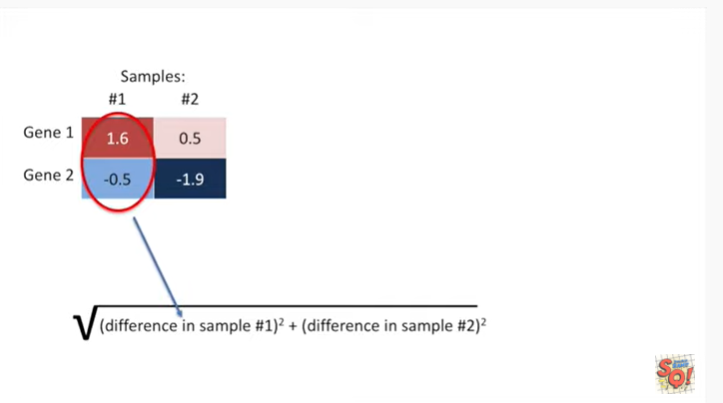 Samples:
#1 #2
Gene 1 1.6 0.5
Gene 2 -0.5 -1.9
√(difference in sample #1)² + (difference in sample #2)²
SQ!